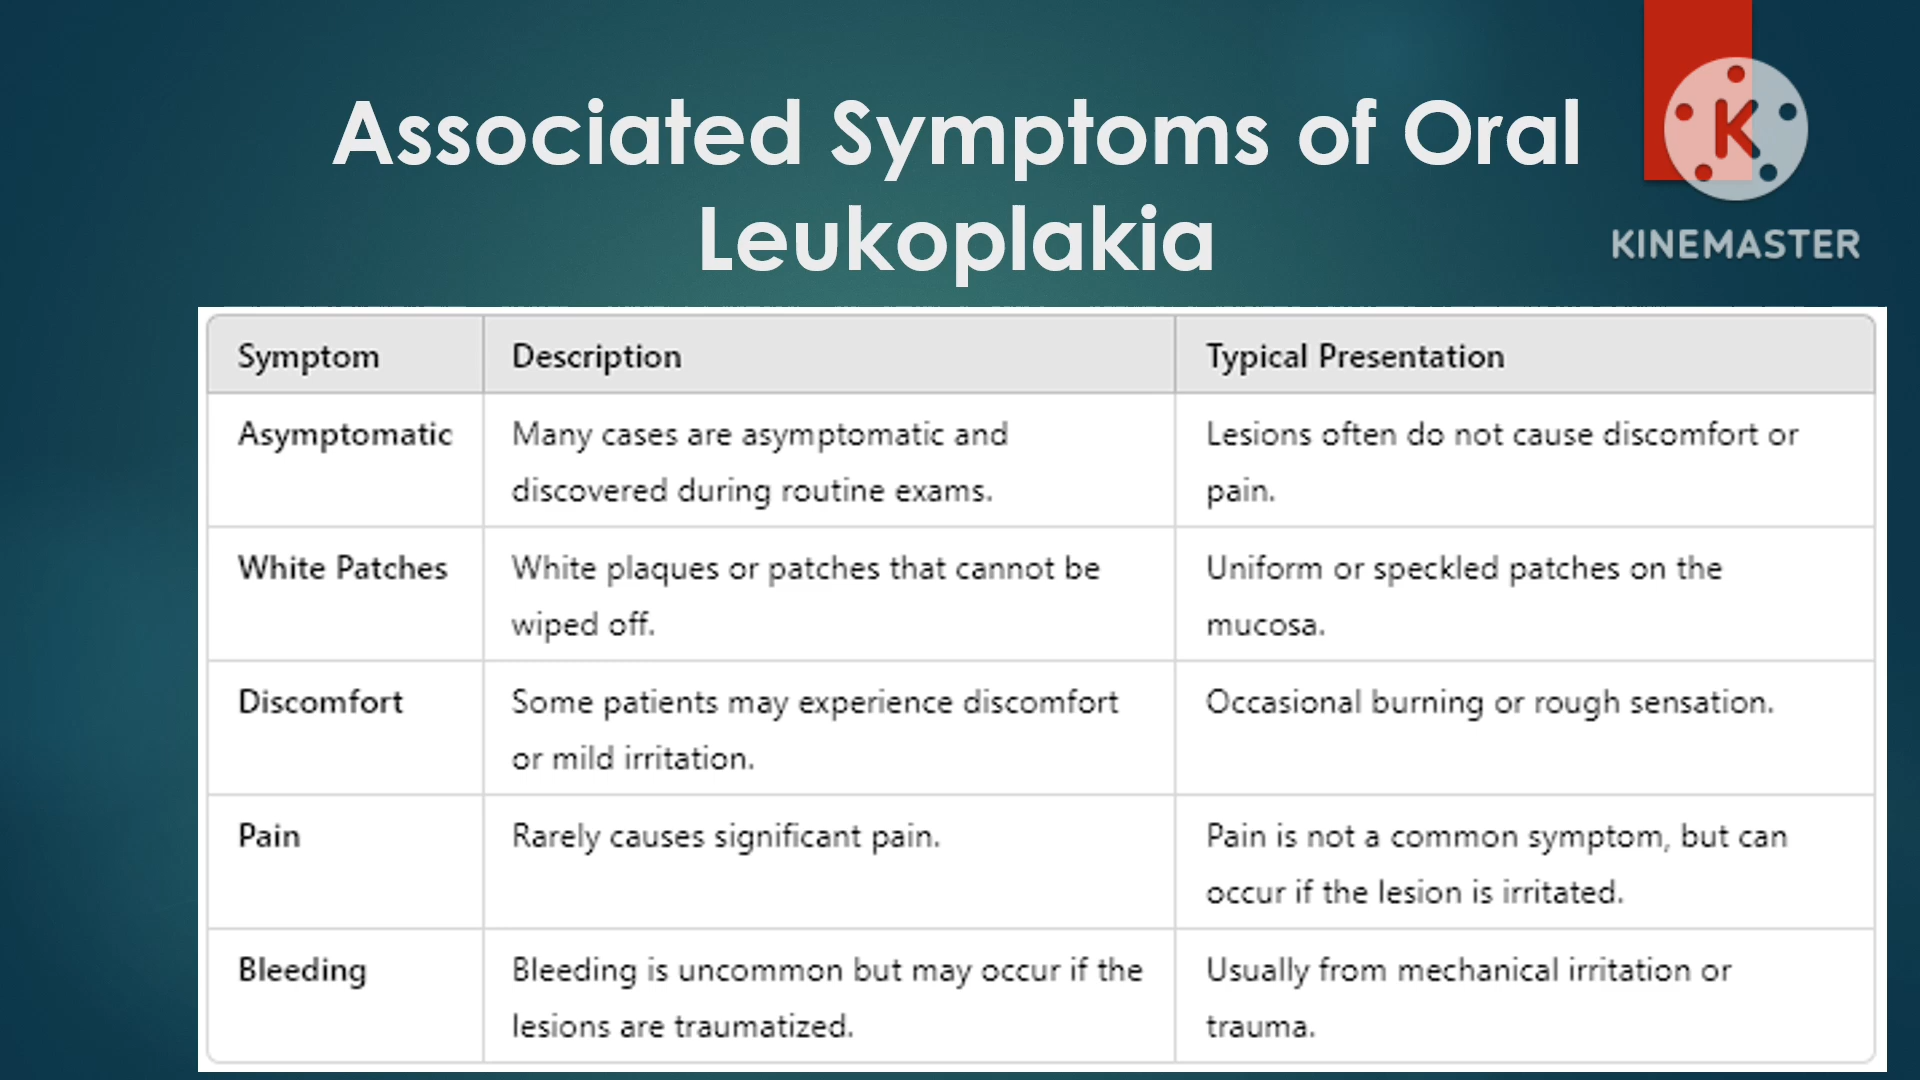 Associated Symptoms of Oral
Leukoplakia
K
KINEMASTER
Symptom Description Typical Presentation
Asymptomatic Many cases are asymptomatic and Lesions often do not cause discomfort or
discovered during routine exams. pain.
White Patches White plaques or patches that cannot be Uniform or speckled patches on the
wiped off. mucosa.
Discomfort Some patients may experience discomfort Occasional burning or rough sensation.
or mild irritation.
Pain Rarely causes significant pain. Pain is not a common symptom, but can
occur if the lesion is irritated.
Bleeding Bleeding is uncommon but may occur if the Usually from mechanical irritation or
lesions are traumatized. trauma.